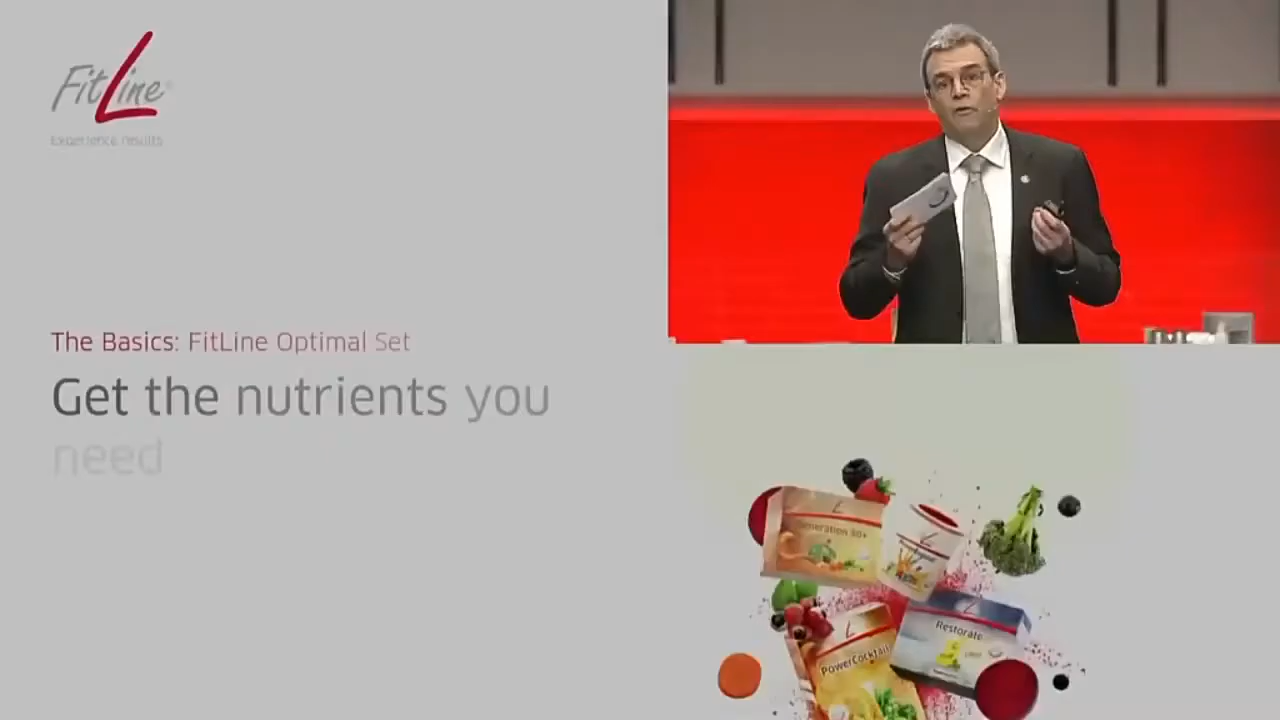 FitLine®
Experience results
The Basics: FitLine Optimal Set
Get the nutrients you
need
Generation 50+
Restorate
PowerCocktail